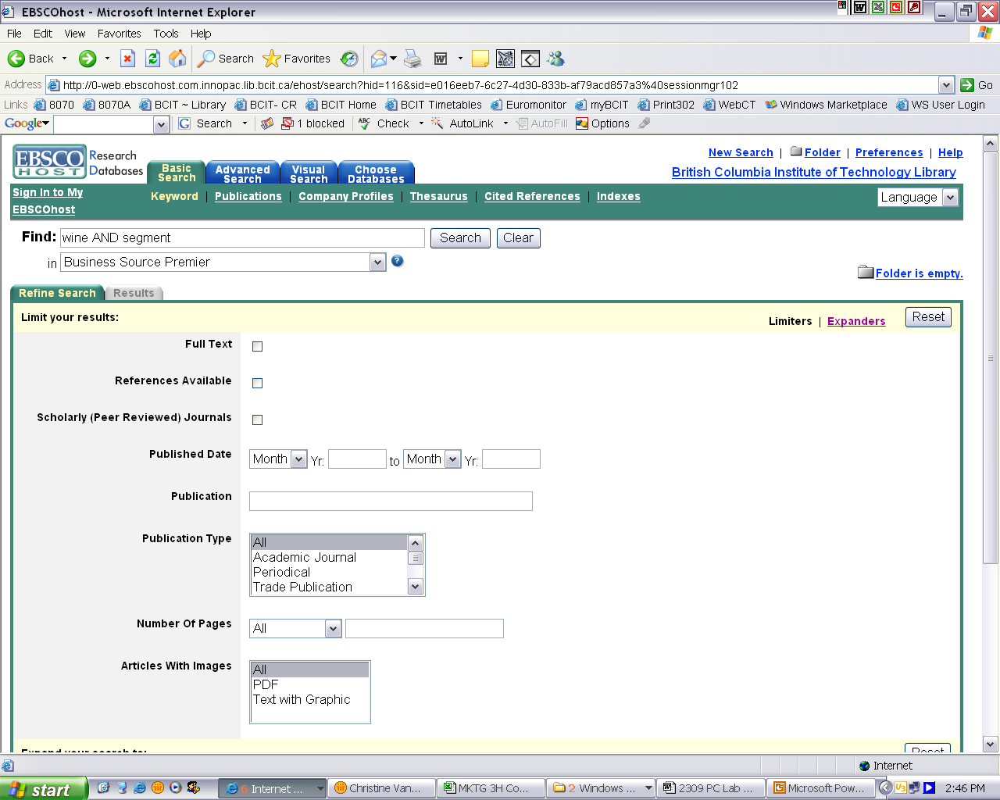 EBSCOhost - Microsoft Internet Explorer
File Edit View Favorites Tools Help
Back Search Favorites
Address http://0-web.ebscohost.com.innopac.lib.bcit.ca/ehost/search?hid=116&sid=e016eeb7-6c27-4d30-833b-af79acd857a3%40sessionmgr102 Go
Links 8070 8070A BCIT ~ Library BCIT- CR BCIT Home BCIT Timetables Euromonitor myBCIT Print302 WebCT Windows Marketplace WS User Login
Google Search 1 blocked Check AutoLink AutoFill Options
EBSCO HOST Research Databases
New Search | Folder | Preferences | Help
Basic Search Advanced Search Visual Search Choose Databases
British Columbia Institute of Technology Library
Sign In to My EBSCOhost
Keyword | Publications | Company Profiles | Thesaurus | Cited References | Indexes
Language
Find: wine AND segment Search Clear
in Business Source Premier ?
Folder is empty.
Refine Search Results
Limit your results: Limiters | Expanders Reset
Full Text
References Available
Scholarly (Peer Reviewed) Journals
Published Date Month Yr: to Month Yr:
Publication
Publication Type All
Academic Journal
Periodical
Trade Publication
Number Of Pages All
Articles With Images All
PDF
Text with Graphic
Expand your search to: Reset
Internet
start 6 Internet ... Christine Van... MKTG 3H Co... 2 Windows ... 2309 PC Lab ... Microsoft Pow... 2:46 PM